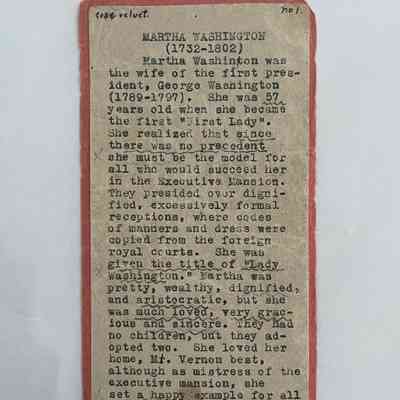 rose velvet.
no 1.
MARTHA WASHINGTON
(1732-1802)
Martha Washington was
the wife of the first pres-
ident, George Washington
(1789-1797). She was 57
years old when she became
the first "First Lady".
She realized that since
there was no precedent
she must be the model for
all who would succeed her
in the Executive Mansion.
They presided over digni-
fied, excessively formal
receptions, where codes
of manners and dress were
copied from the foreign
royal courts. She was
given the title of "Lady
Washington." Martha was
pretty, wealthy, dignified,
and aristocratic, but she
was much loved, very grac-
ious and sincere. They had
no children, but they ad-
opted two. She loved her
home, Mt. Vernon best,
although as mistress of the
executive mansion, she
set a happy example for all